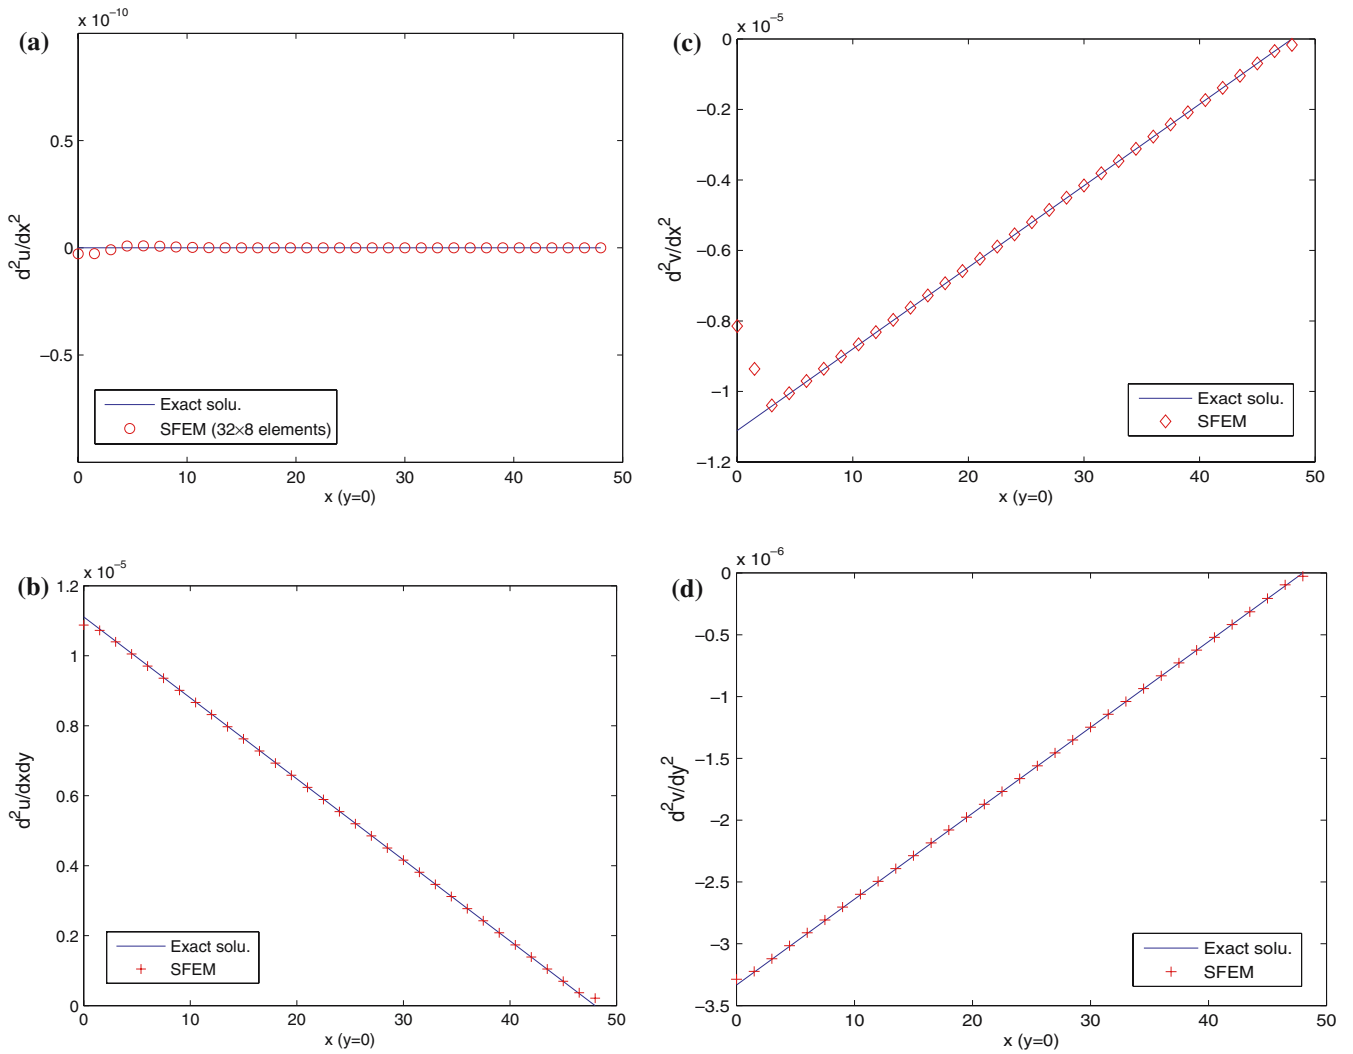 (a)
x 10⁻¹⁰
0.5
0
−0.5
d²u/dx²
Exact solu.
SFEM (32×8 elements)
0 10 20 30 40 50
x (y=0)
(c)
x 10⁻⁵
0
−0.2
−0.4
−0.6
−0.8
−1
−1.2
d²v/dx²
Exact solu.
SFEM
0 10 20 30 40 50
x (y=0)
(b)
x 10⁻⁵
1.2
1
0.8
0.6
0.4
0.2
0
d²u/dxdy
Exact solu.
SFEM
0 10 20 30 40 50
x (y=0)
(d)
x 10⁻⁶
0
−0.5
−1
−1.5
−2
−2.5
−3
−3.5
d²v/dy²
Exact solu.
SFEM
0 10 20 30 40 50
x (y=0)